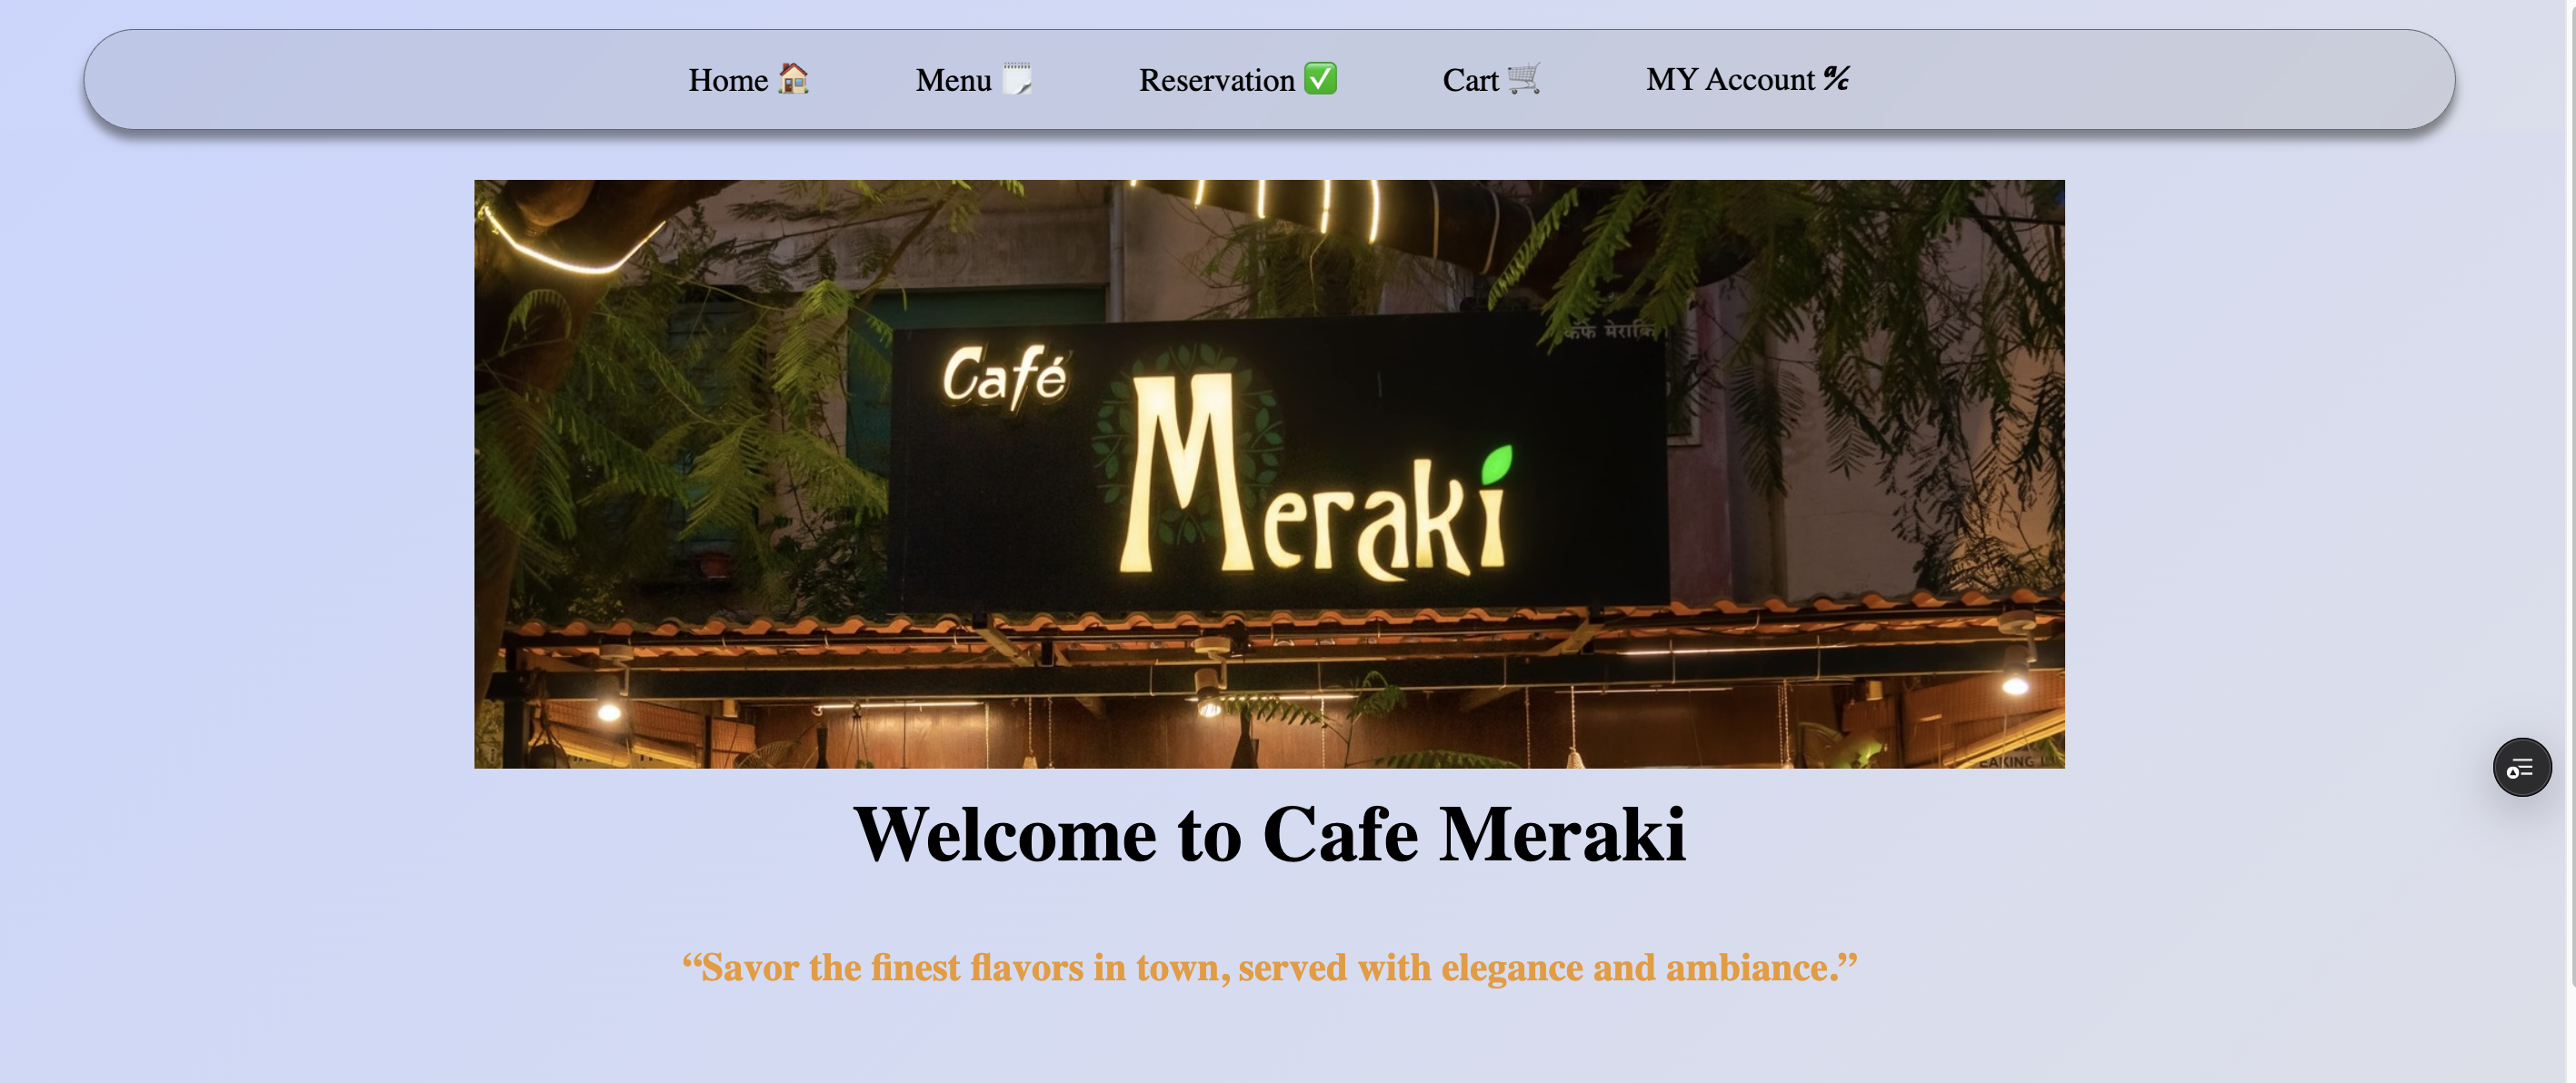 Home 🏠 Menu 🗒️ Reservation ✅ Cart 🛒 MY Account ℀
कॅफे मेराकि
Café
Meraki
Welcome to Cafe Meraki
“Savor the finest flavors in town, served with elegance and ambiance.”